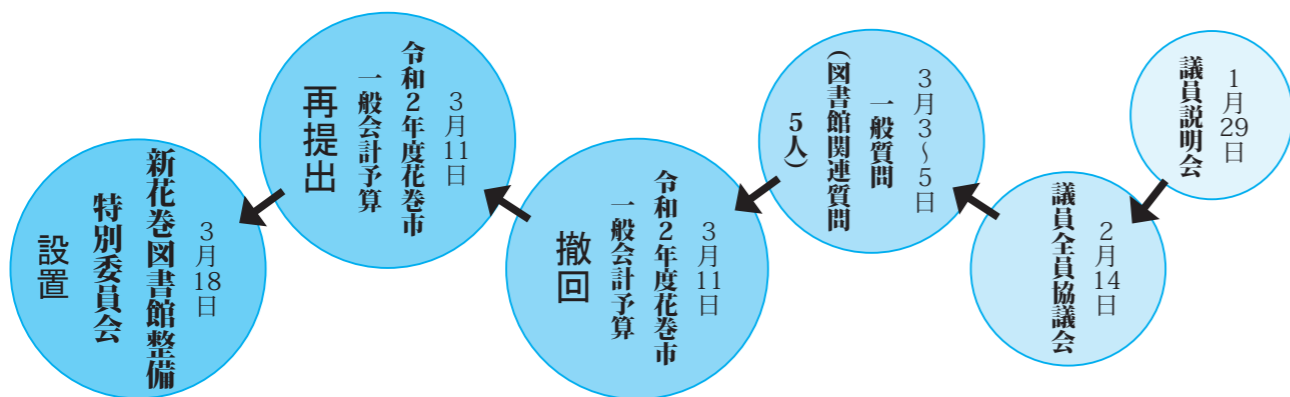 1月29日
議員説明会
2月14日
議員全員協議会
3月3〜5日
一般質問
(図書館関連質問
5人)
3月11日
令和2年度花巻市
一般会計予算
撤回
3月11日
令和2年度花巻市
一般会計予算
再提出
3月18日
新花巻図書館整備
特別委員会
設置